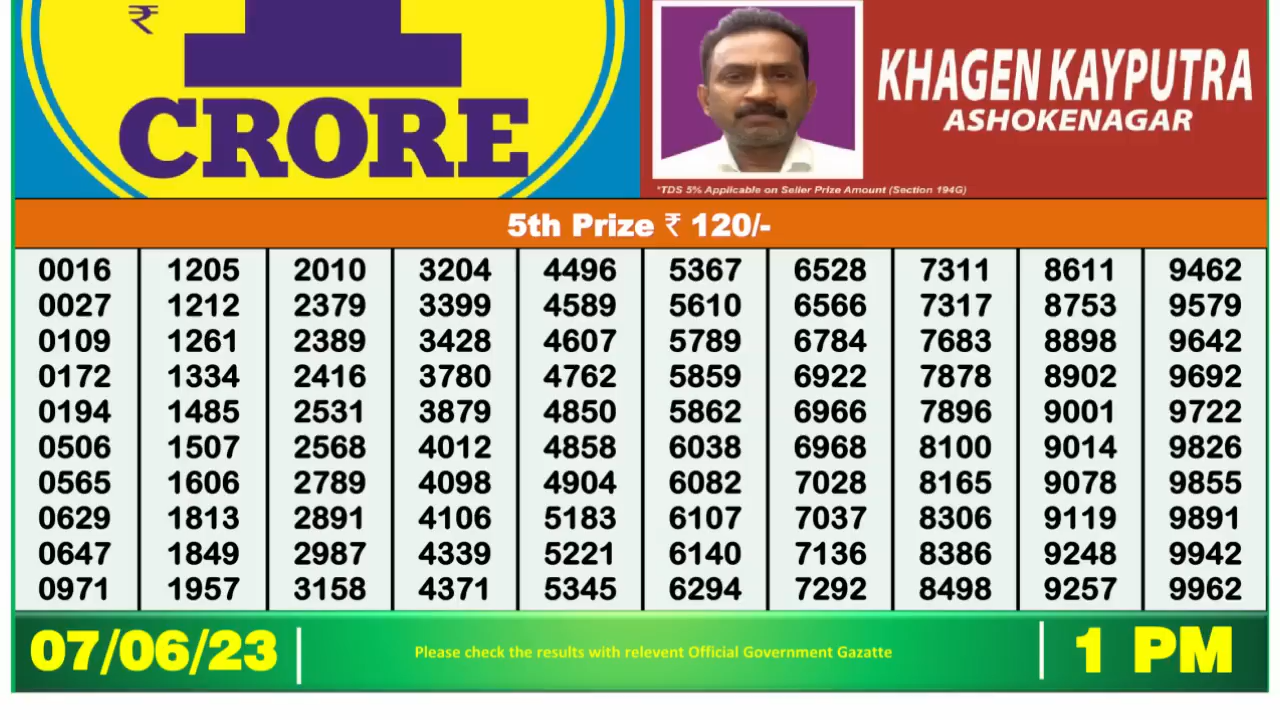 ₹
CRORE
KHAGEN KAYPUTRA
ASHOKENAGAR
*TDS 5% Applicable on Seller Prize Amount (Section 194G)
5th Prize ₹ 120/-
0016 1205 2010 3204 4496 5367 6528 7311 8611 9462
0027 1212 2379 3399 4589 5610 6566 7317 8753 9579
0109 1261 2389 3428 4607 5789 6784 7683 8898 9642
0172 1334 2416 3780 4762 5859 6922 7878 8902 9692
0194 1485 2531 3879 4850 5862 6966 7896 9001 9722
0506 1507 2568 4012 4858 6038 6968 8100 9014 9826
0565 1606 2789 4098 4904 6082 7028 8165 9078 9855
0629 1813 2891 4106 5183 6107 7037 8306 9119 9891
0647 1849 2987 4339 5221 6140 7136 8386 9248 9942
0971 1957 3158 4371 5345 6294 7292 8498 9257 9962
07/06/23
Please check the results with relevent Official Government Gazatte
1 PM